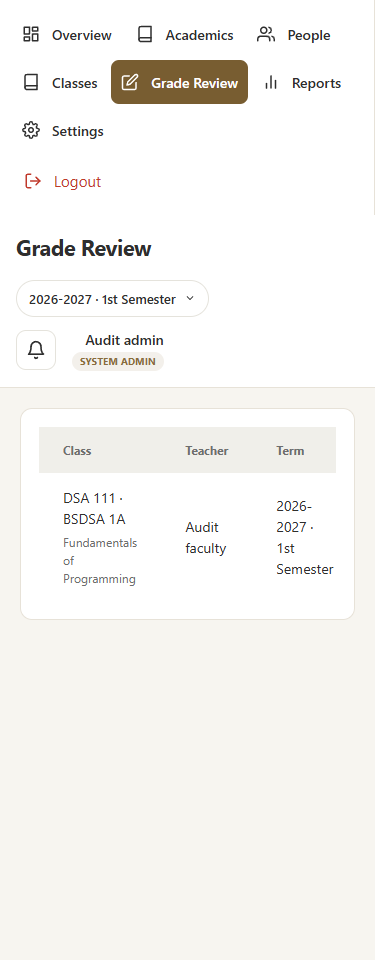 Overview
Academics
People
Classes
Grade Review
Reports
Settings
Logout
Grade Review
2026-2027 · 1st Semester
Audit admin
SYSTEM ADMIN
Class
Teacher
Term
DSA 111 ·
BSDSA 1A
Fundamentals
of
Programming
Audit
faculty
2026-
2027 ·
1st
Semester